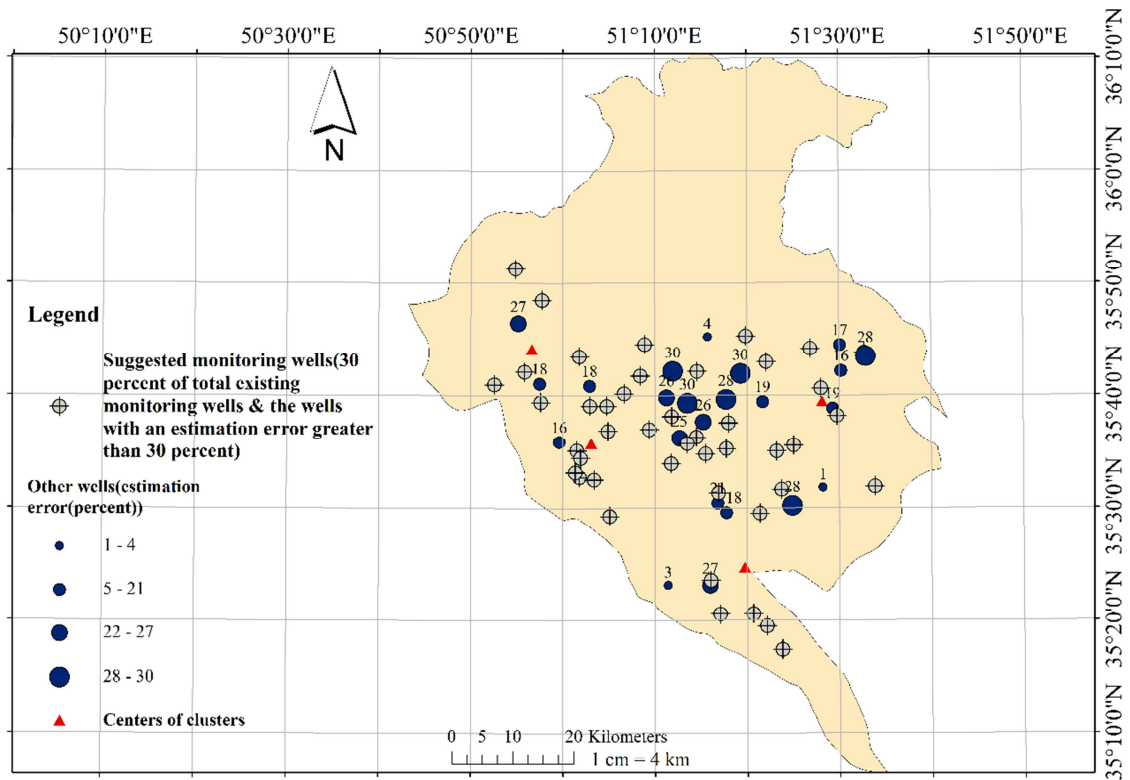 50°10'0"E 50°30'0"E 50°50'0"E 51°10'0"E 51°30'0"E 51°50'0"E
36°10'0"N
36°0'0"N
35°50'0"N
35°40'0"N
35°30'0"N
35°20'0"N
35°10'0"N
35°5'0"N
N
Legend
Suggested monitoring wells(30
percent of total existing
monitoring wells & the wells
with an estimation error greater
than 30 percent)
Other wells(estimation
error(percent))
1 - 4
5 - 21
22 - 27
28 - 30
Centers of clusters
27
4
17
28
30
30
16
18
18
26
30
28
19
19
26
25
16
1
21
18
28
3
27
0 5 10 20 Kilometers
1 cm = 4 km